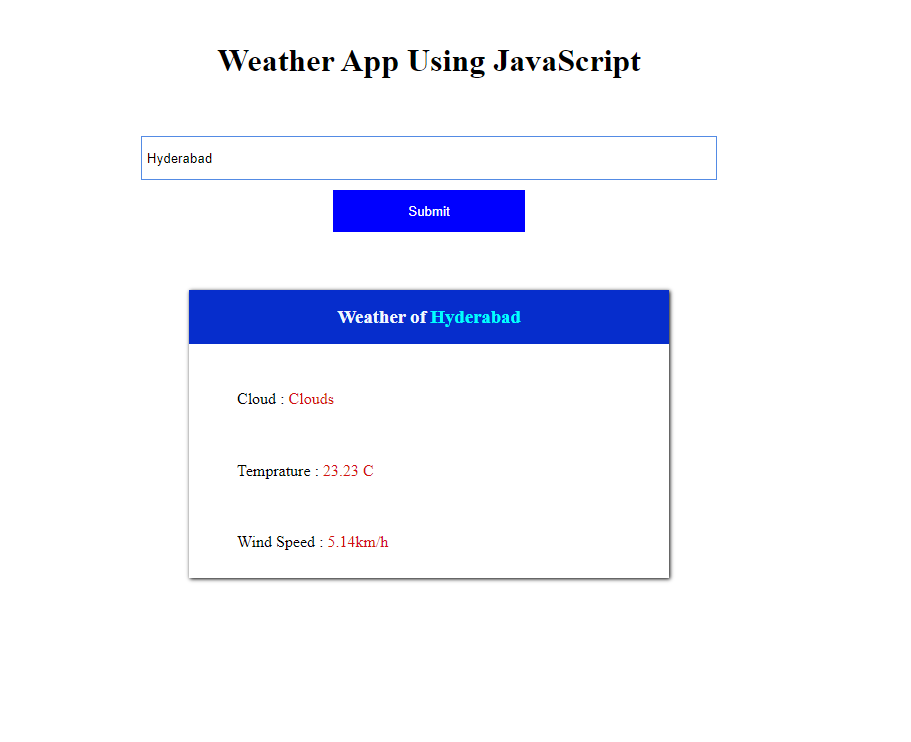 Weather App Using JavaScript
Hyderabad
Submit
Weather of Hyderabad
Cloud : Clouds
Temprature : 23.23 C
Wind Speed : 5.14km/h